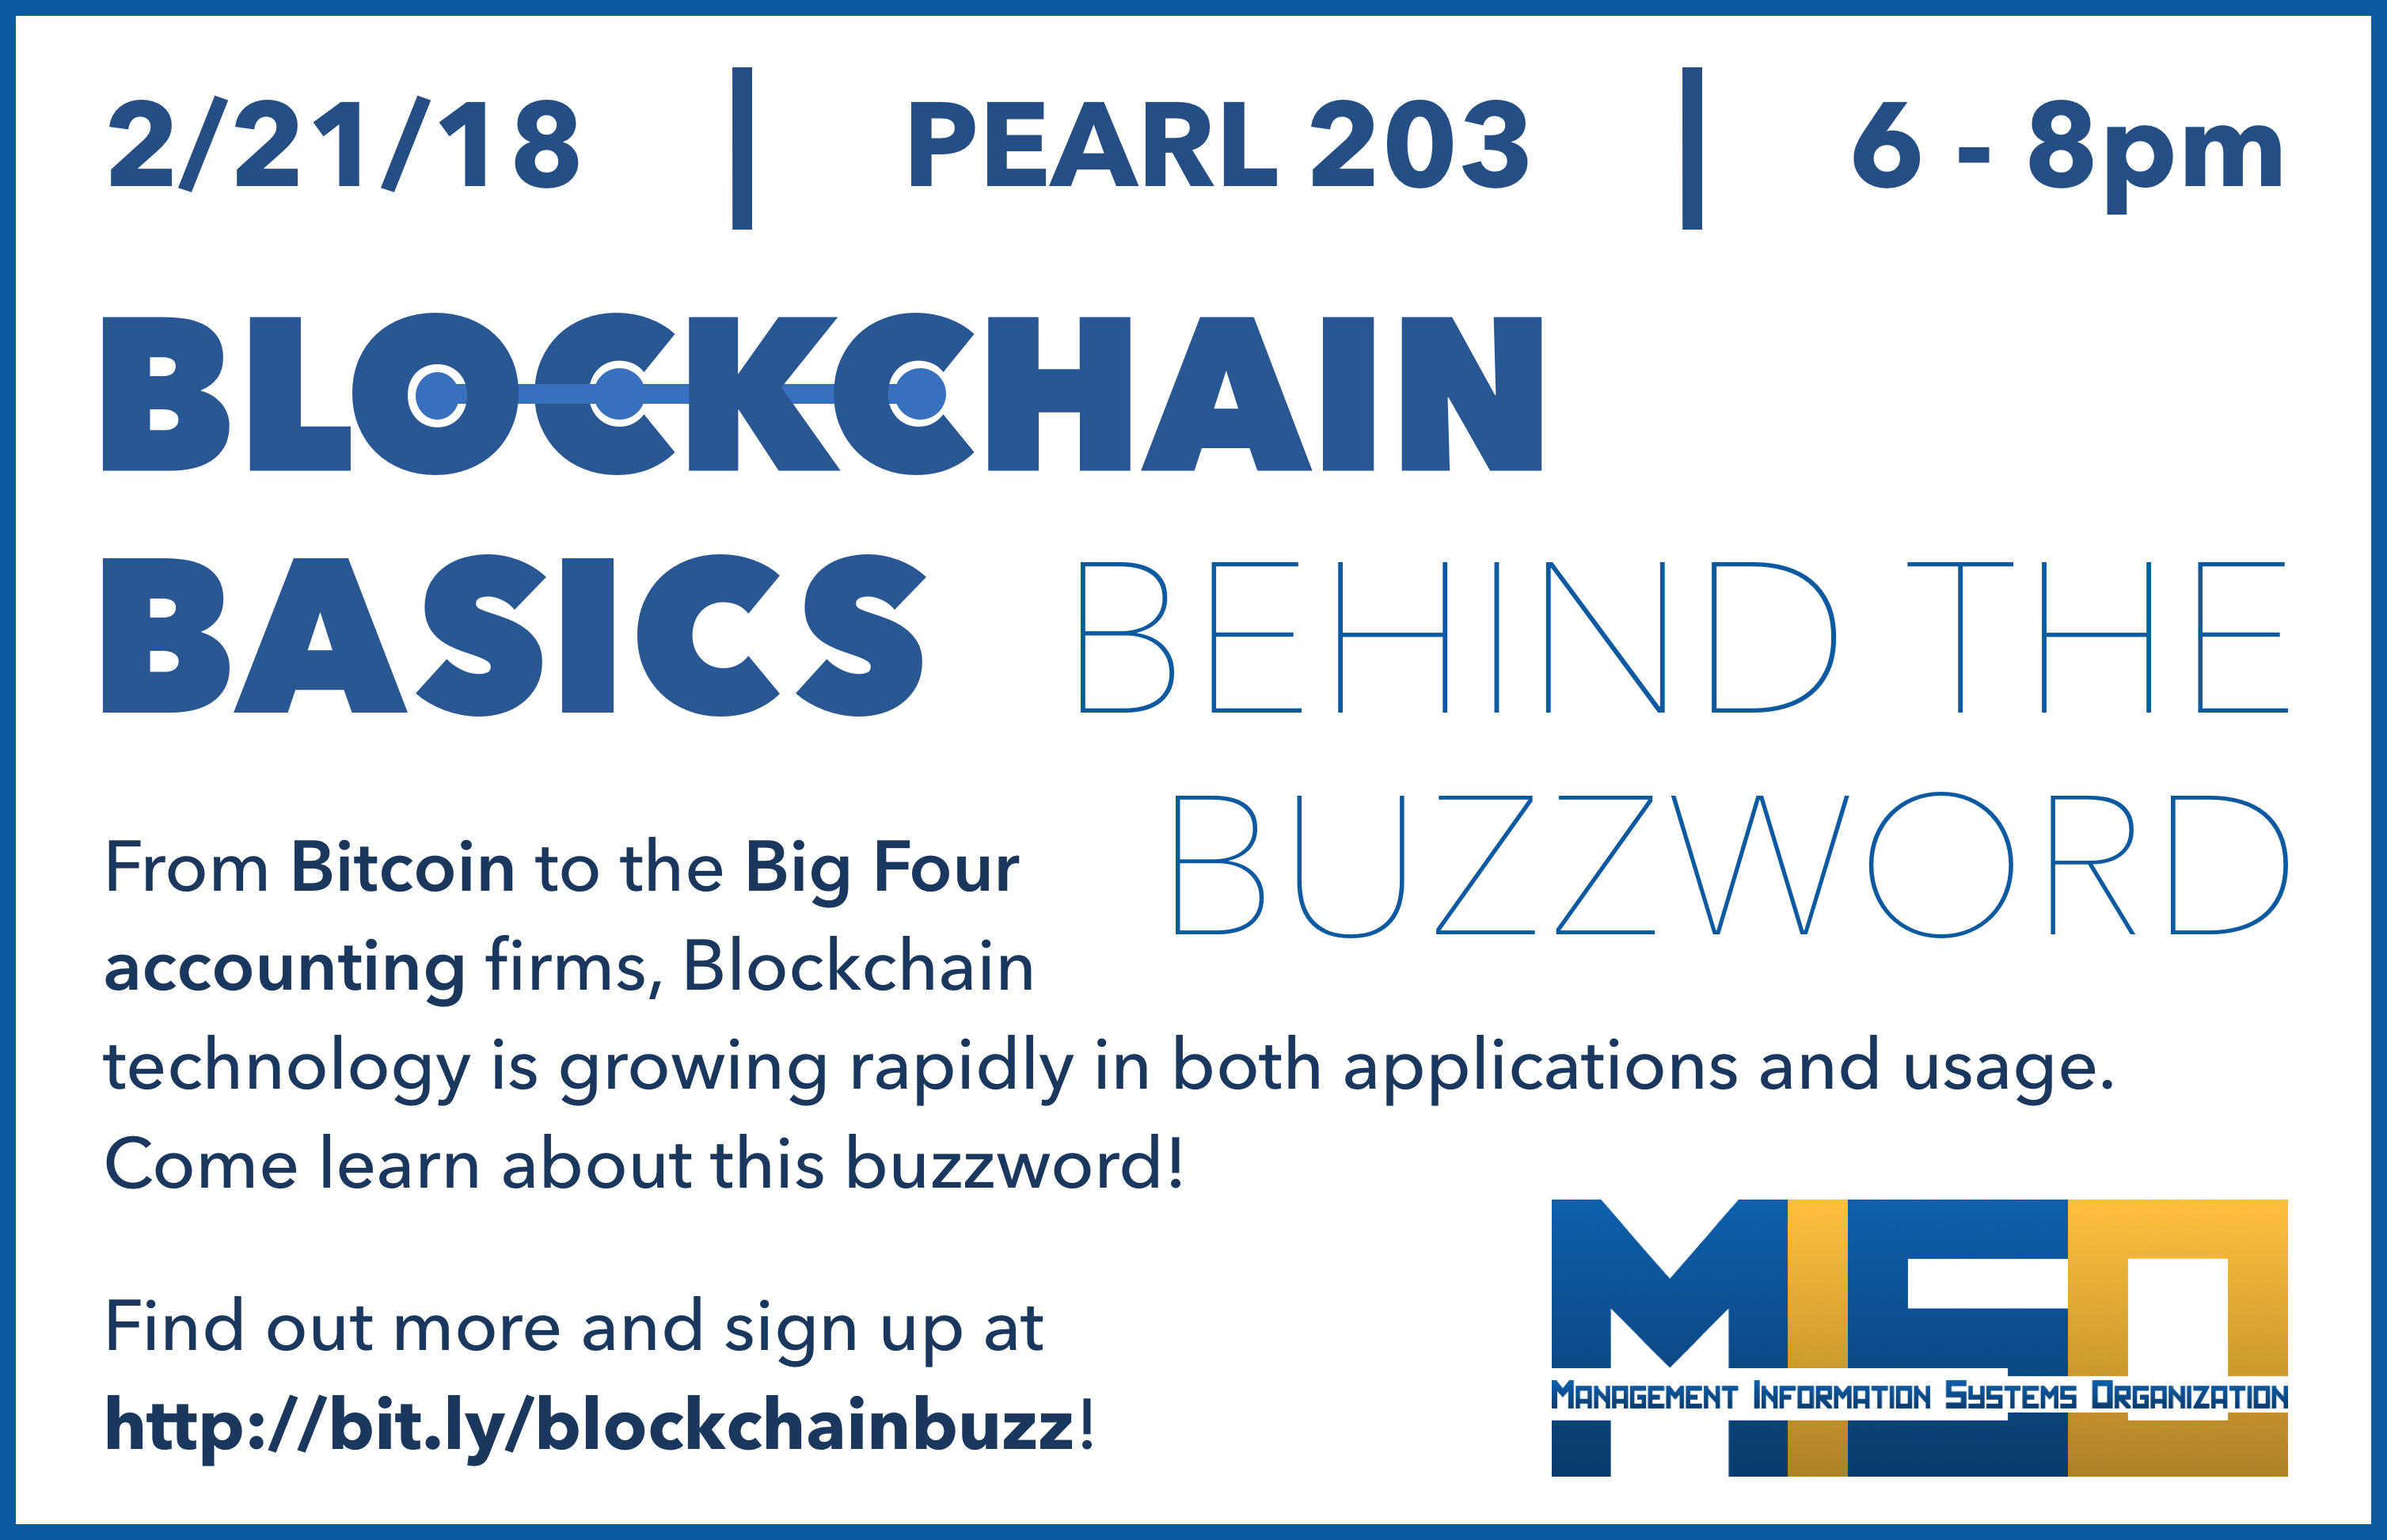 2/21/18 | PEARL 203 | 6 - 8pm
BLOCKCHAIN
BASICS BEHIND THE
BUZZWORD
From Bitcoin to the Big Four
accounting firms, Blockchain
technology is growing rapidly in both applications and usage.
Come learn about this buzzword!
Find out more and sign up at
http://bit.ly/blockchainbuzz!
MISO
Management Information Systems Organization